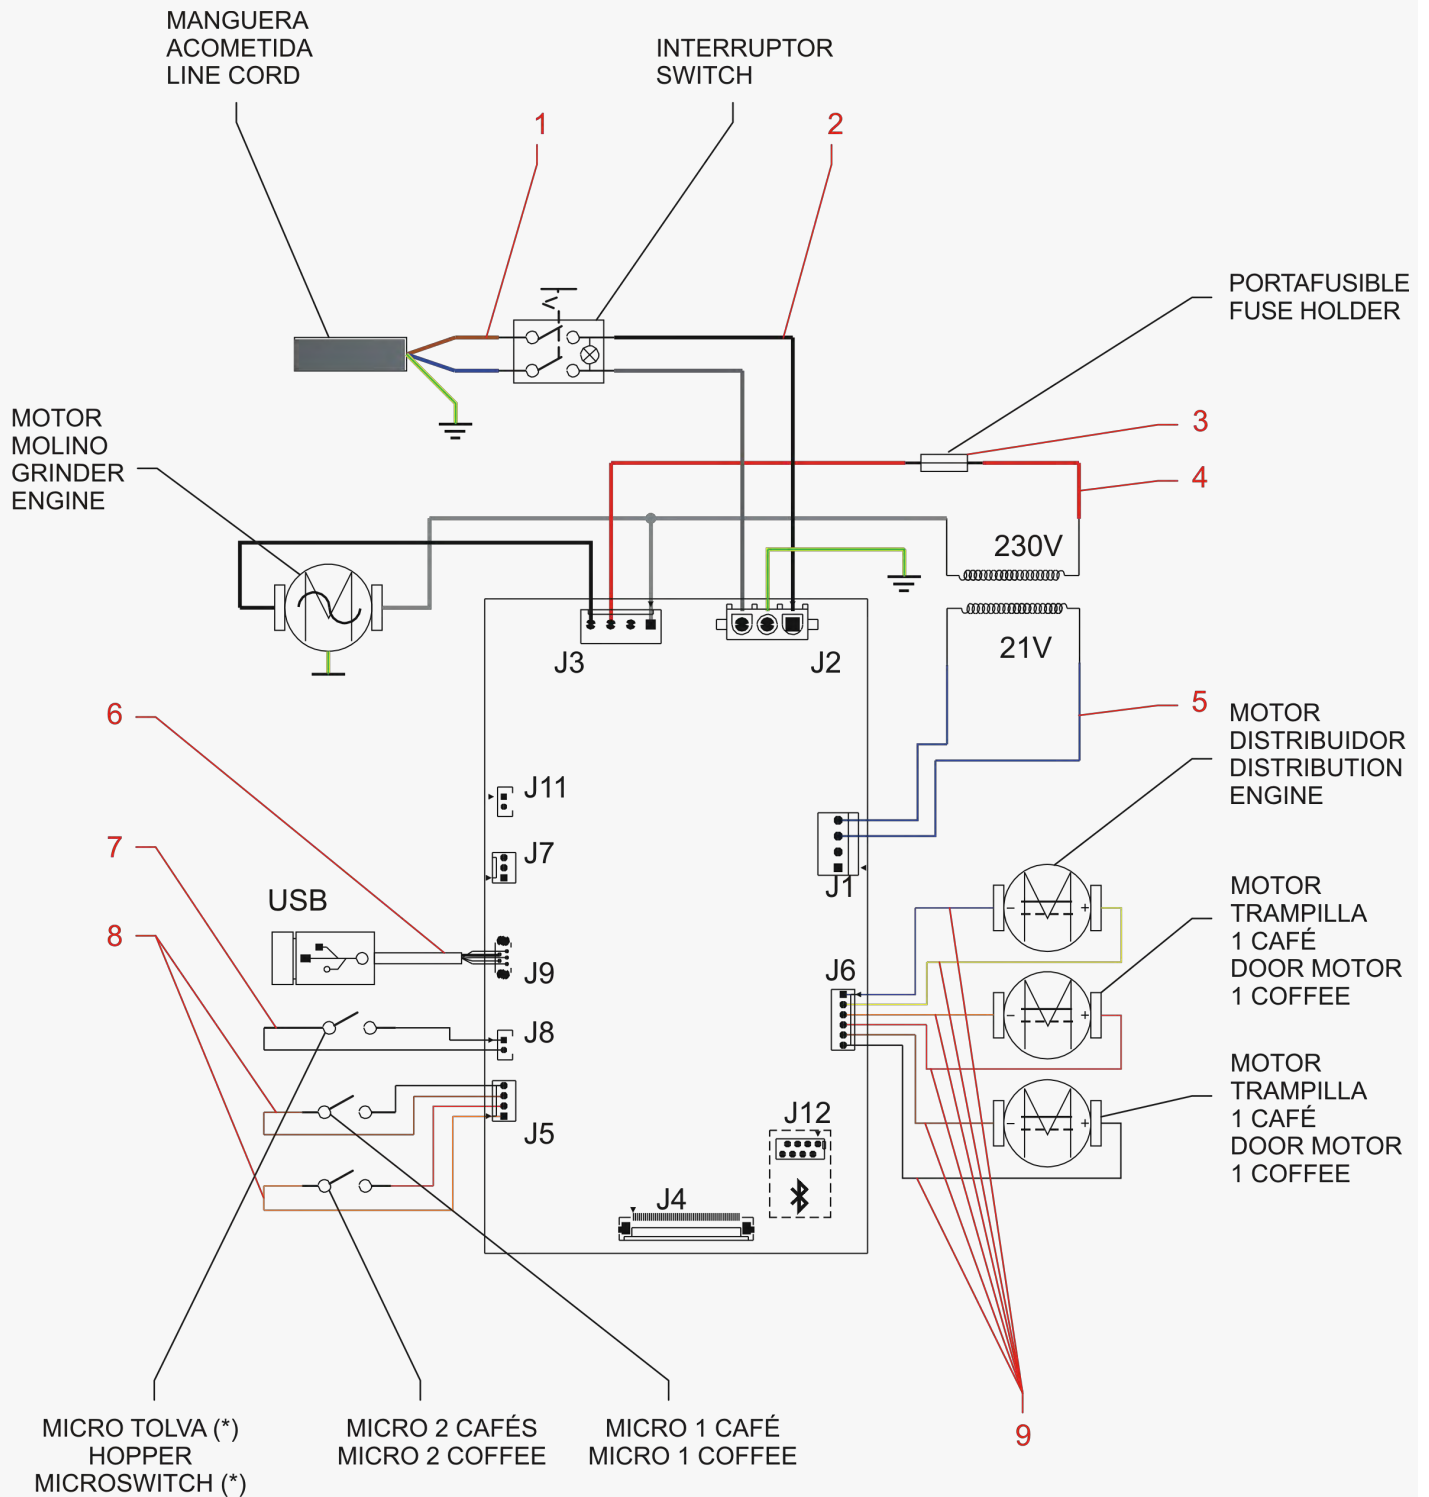 MANGUERA
ACOMETIDA
LINE CORD
INTERRUPTOR
SWITCH
1
2
PORTAFUSIBLE
FUSE HOLDER
3
4
MOTOR
MOLINO
GRINDER
ENGINE
230V
21V
J3
J2
5
MOTOR
DISTRIBUIDOR
DISTRIBUTION
ENGINE
6
J11
7
J7
J1
USB
8
J9
J6
MOTOR
TRAMPILLA
1 CAFÉ
DOOR MOTOR
1 COFFEE
J8
MOTOR
TRAMPILLA
1 CAFÉ
DOOR MOTOR
1 COFFEE
J5
J12
J4
MICRO TOLVA (*)
HOPPER
MICROSWITCH (*)
MICRO 2 CAFÉS
MICRO 2 COFFEE
MICRO 1 CAFÉ
MICRO 1 COFFEE
9